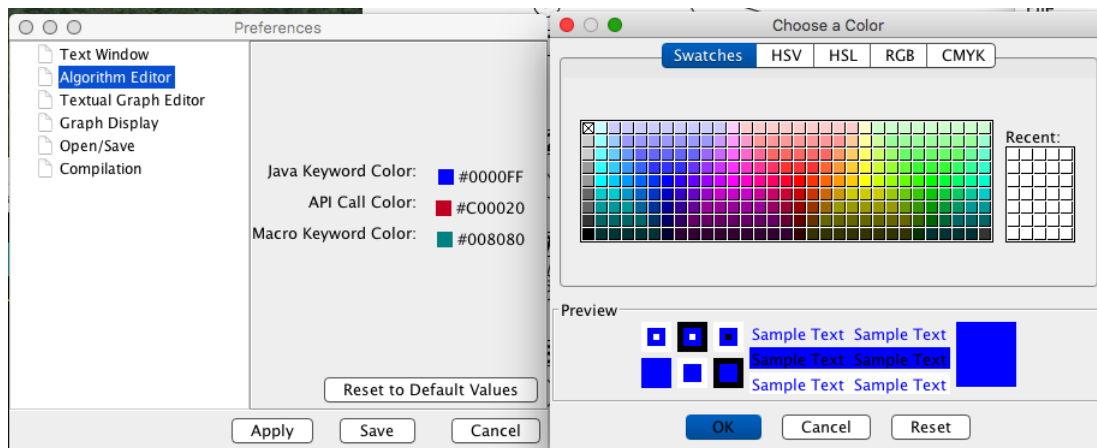 Preferences
Text Window
Algorithm Editor
Textual Graph Editor
Graph Display
Open/Save
Compilation
Java Keyword Color: #0000FF
API Call Color: #C00020
Macro Keyword Color: #008080
Reset to Default Values
Apply Save Cancel
Choose a Color
Swatches HSV HSL RGB CMYK
Recent:
Preview
Sample Text Sample Text
Sample Text Sample Text
Sample Text Sample Text
OK Cancel Reset